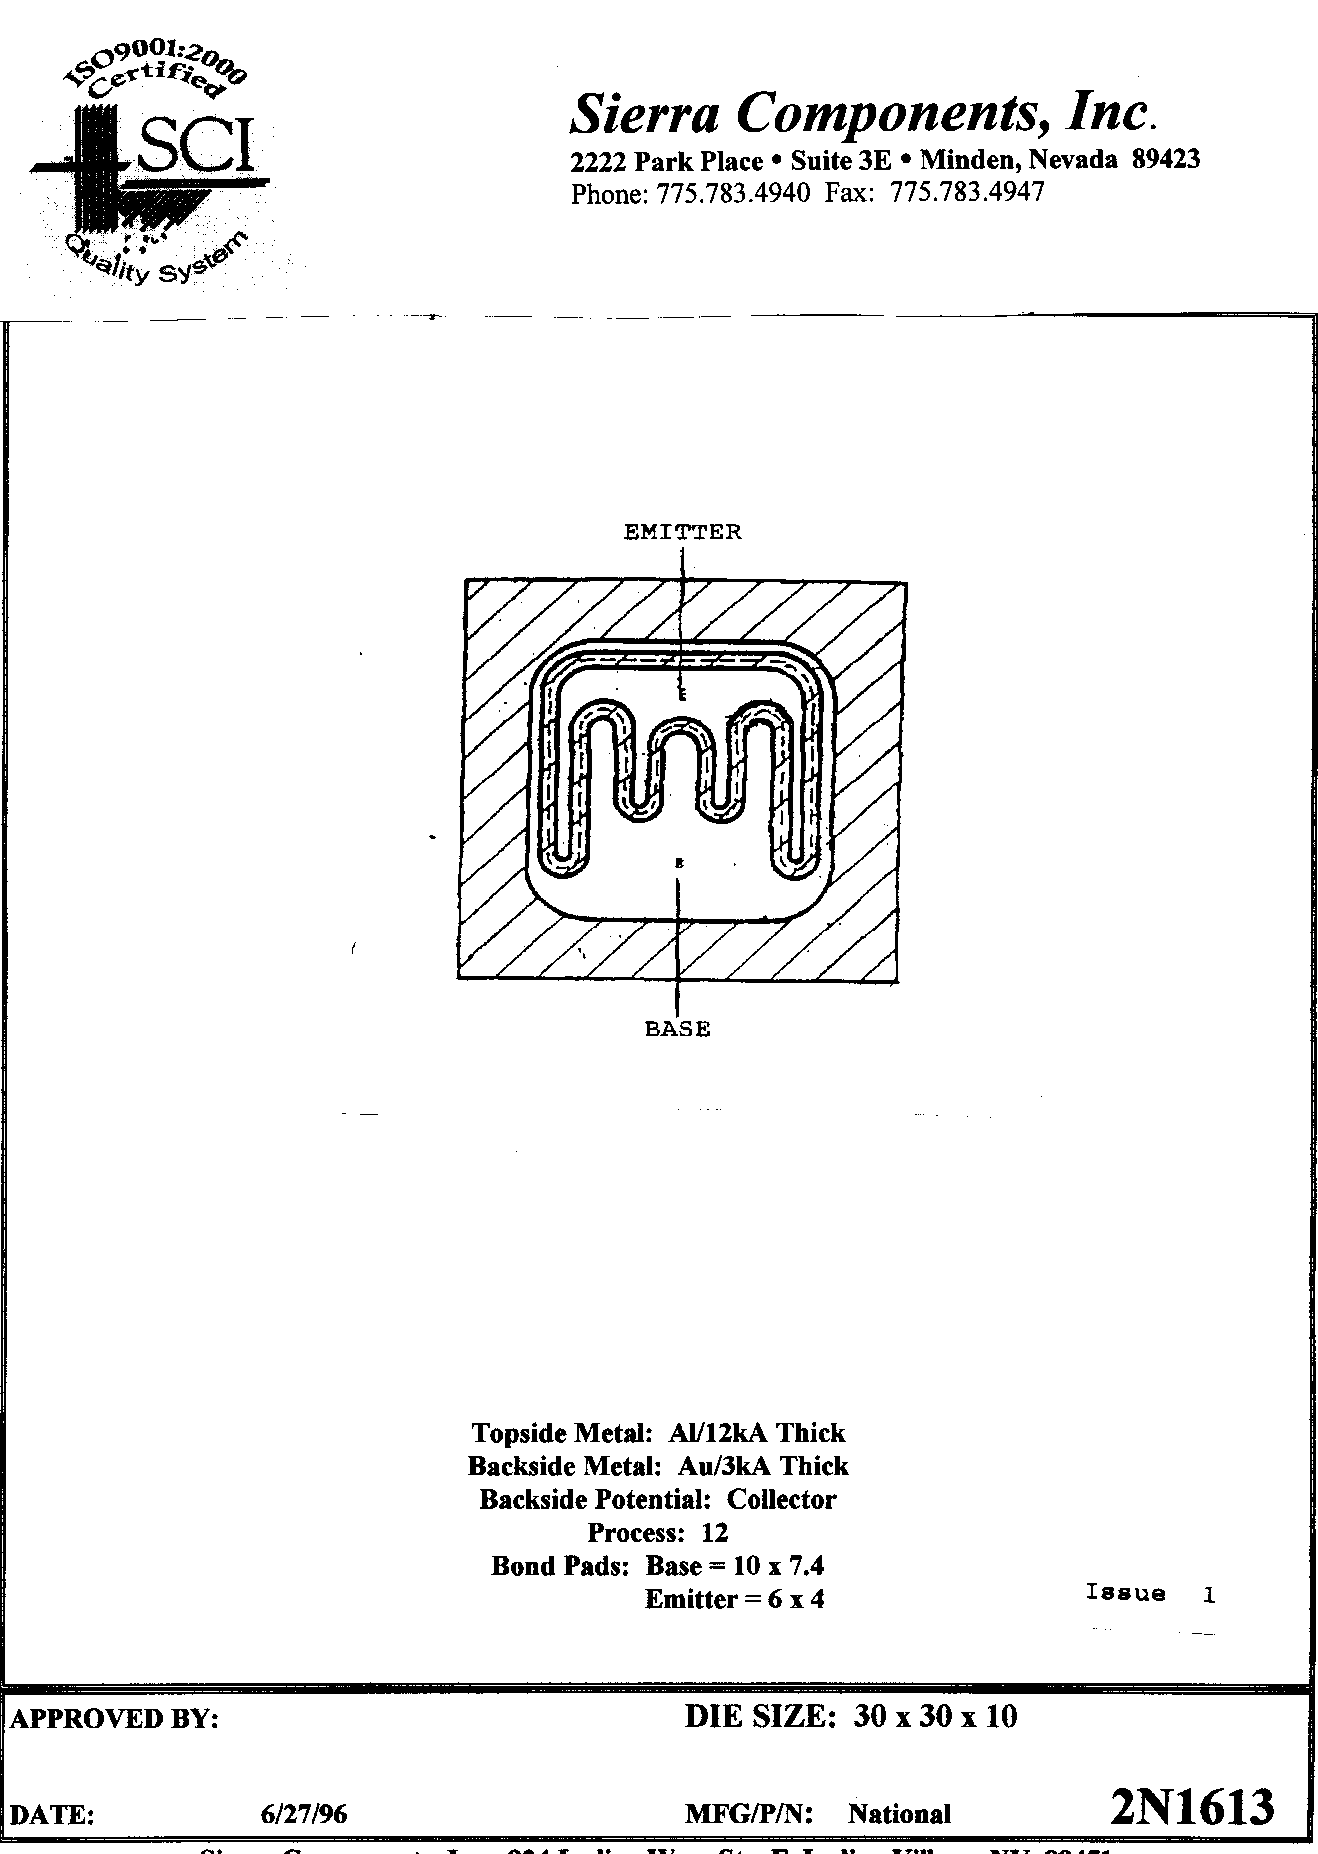 ISO9001:2000
Certified
SCI
Quality System
Sierra Components, Inc.
2222 Park Place • Suite 3E • Minden, Nevada 89423
Phone: 775.783.4940 Fax: 775.783.4947
EMITTER
E
B
BASE
Topside Metal: Al/12kA Thick
Backside Metal: Au/3kA Thick
Backside Potential: Collector
Process: 12
Bond Pads: Base = 10 x 7.4
Emitter = 6 x 4
Issue 1
APPROVED BY:
DIE SIZE: 30 x 30 x 10
DATE: 6/27/96
MFG/P/N: National
2N1613